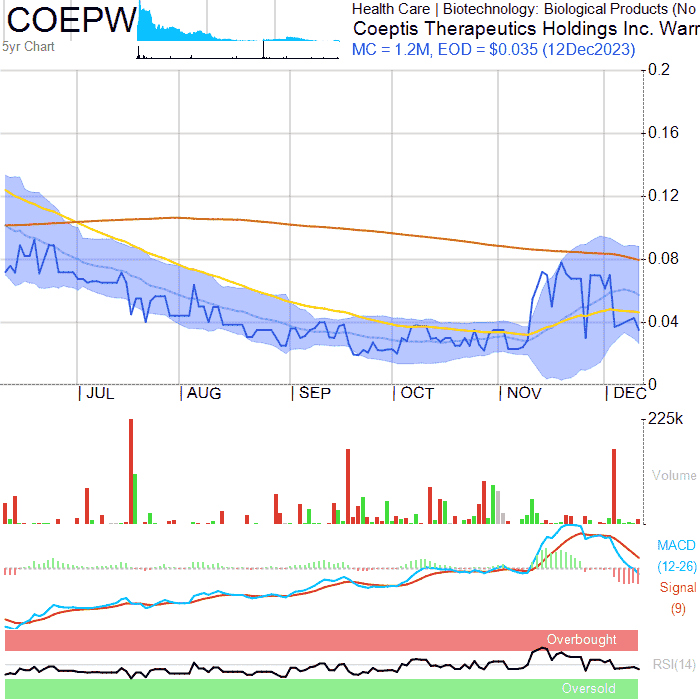 COEPW
Health Care | Biotechnology: Biological Products (No
Coeptis Therapeutics Holdings Inc. Warr
5yr Chart
MC = 1.2M, EOD = $0.035 (12Dec2023)
0.2
0.16
0.12
0.08
0.04
0
JUL
AUG
SEP
OCT
NOV
DEC
225k
Volume
MACD
(12-26)
Signal
(9)
Overbought
RSI(14)
Oversold